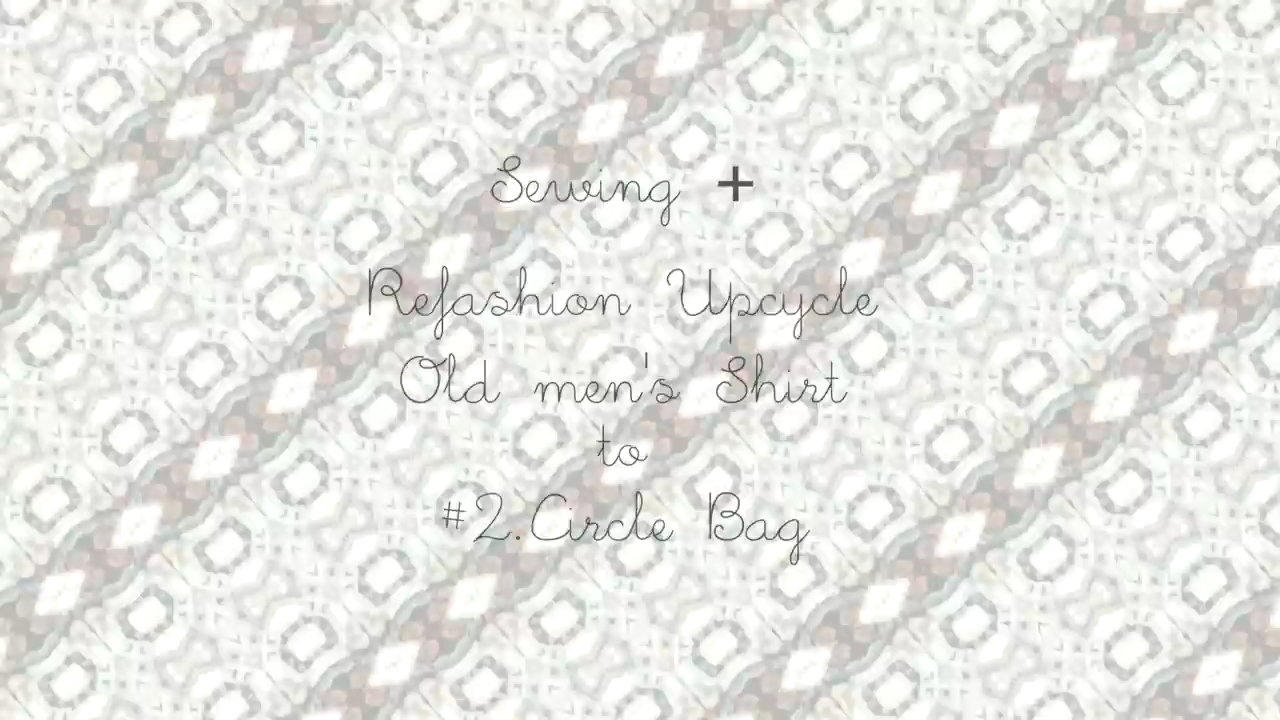 Sewing +
Refashion Upcycle
Old men's Shirt
to
#2.Circle Bag